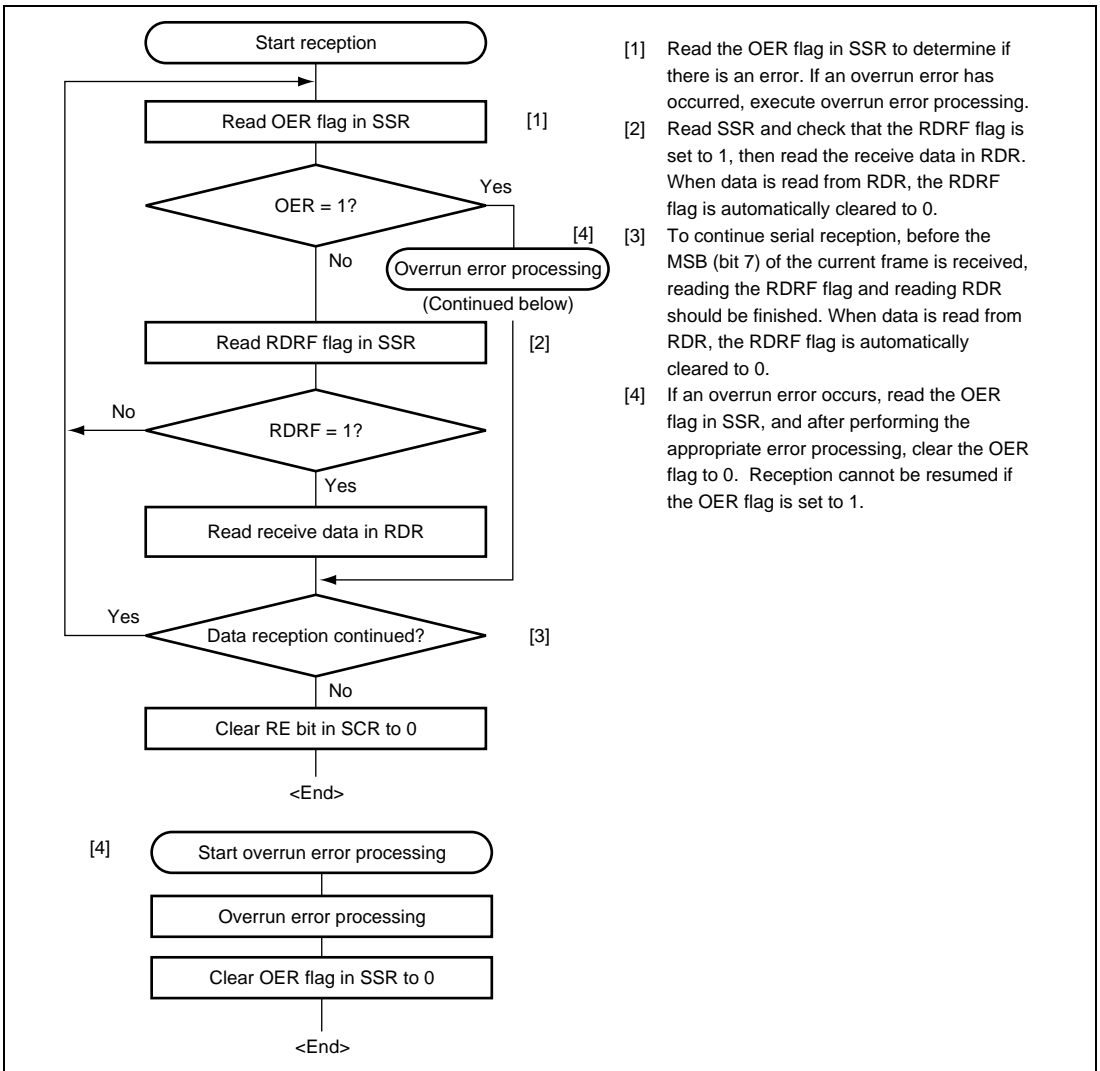 Start reception
Read OER flag in SSR
[1]
OER = 1?
Yes
No
[4]
Overrun error processing
(Continued below)
Read RDRF flag in SSR
[2]
No
RDRF = 1?
Yes
Read receive data in RDR
Yes
Data reception continued?
[3]
No
Clear RE bit in SCR to 0
<End>
[4]
Start overrun error processing
Overrun error processing
Clear OER flag in SSR to 0
<End>
[1] Read the OER flag in SSR to determine if
there is an error. If an overrun error has
occurred, execute overrun error processing.
[2] Read SSR and check that the RDRF flag is
set to 1, then read the receive data in RDR.
When data is read from RDR, the RDRF
flag is automatically cleared to 0.
[3] To continue serial reception, before the
MSB (bit 7) of the current frame is received,
reading the RDRF flag and reading RDR
should be finished. When data is read from
RDR, the RDRF flag is automatically
cleared to 0.
[4] If an overrun error occurs, read the OER
flag in SSR, and after performing the
appropriate error processing, clear the OER
flag to 0. Reception cannot be resumed if
the OER flag is set to 1.